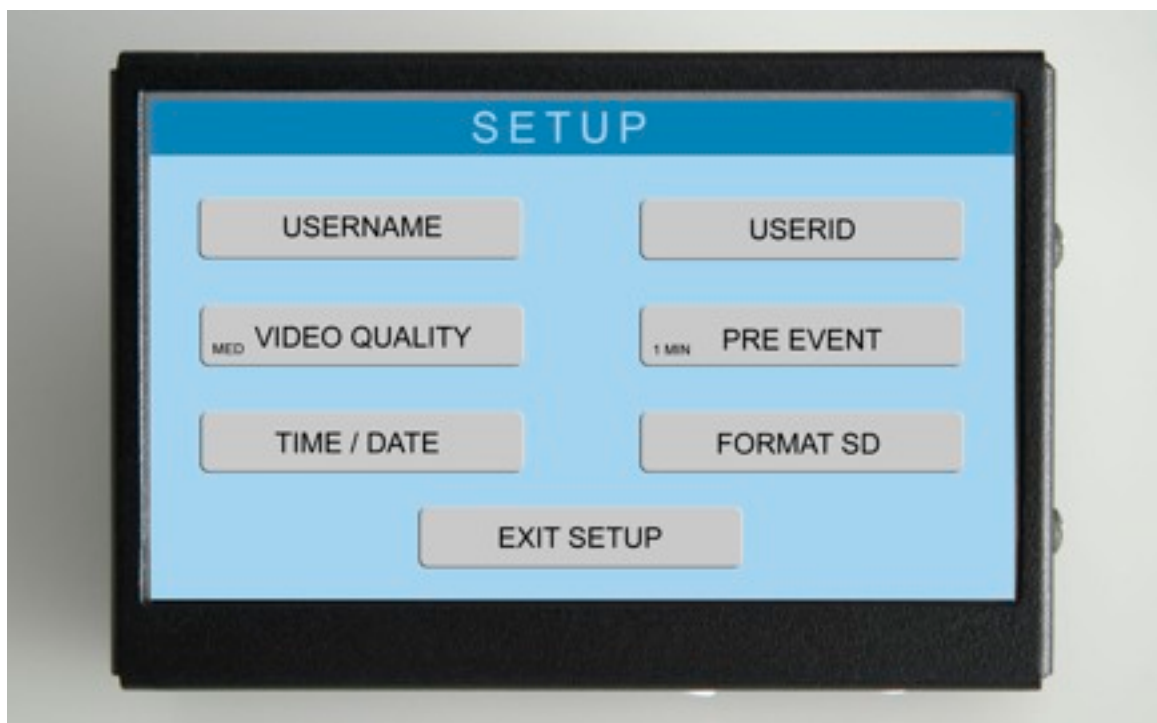 SETUP
USERNAME
USERID
MED VIDEO QUALITY
1 MIN PRE EVENT
TIME / DATE
FORMAT SD
EXIT SETUP